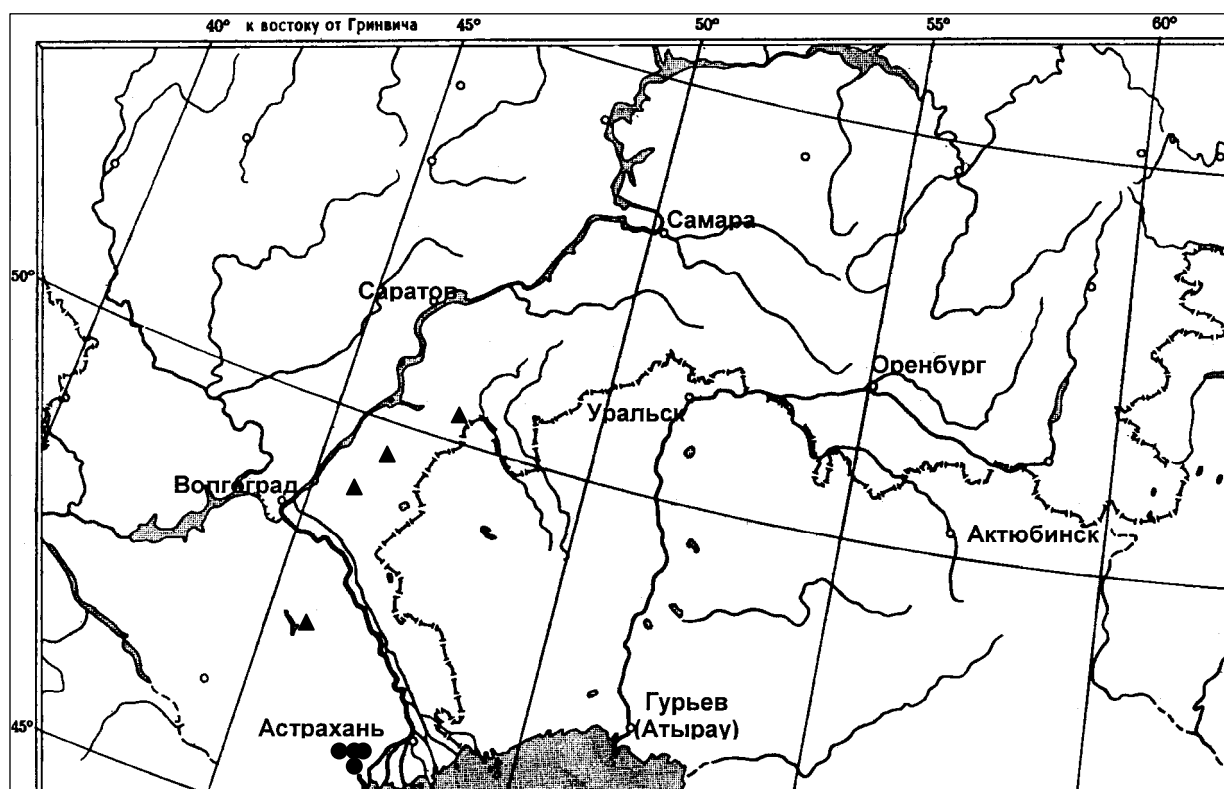 40° к востоку от Гринвича 45° 50° 55° 60°
Самара
50°
Саратов
Оренбург
Уральск
Волгоград
Актюбинск
Гурьев
(Атырау)
45°
Астрахань